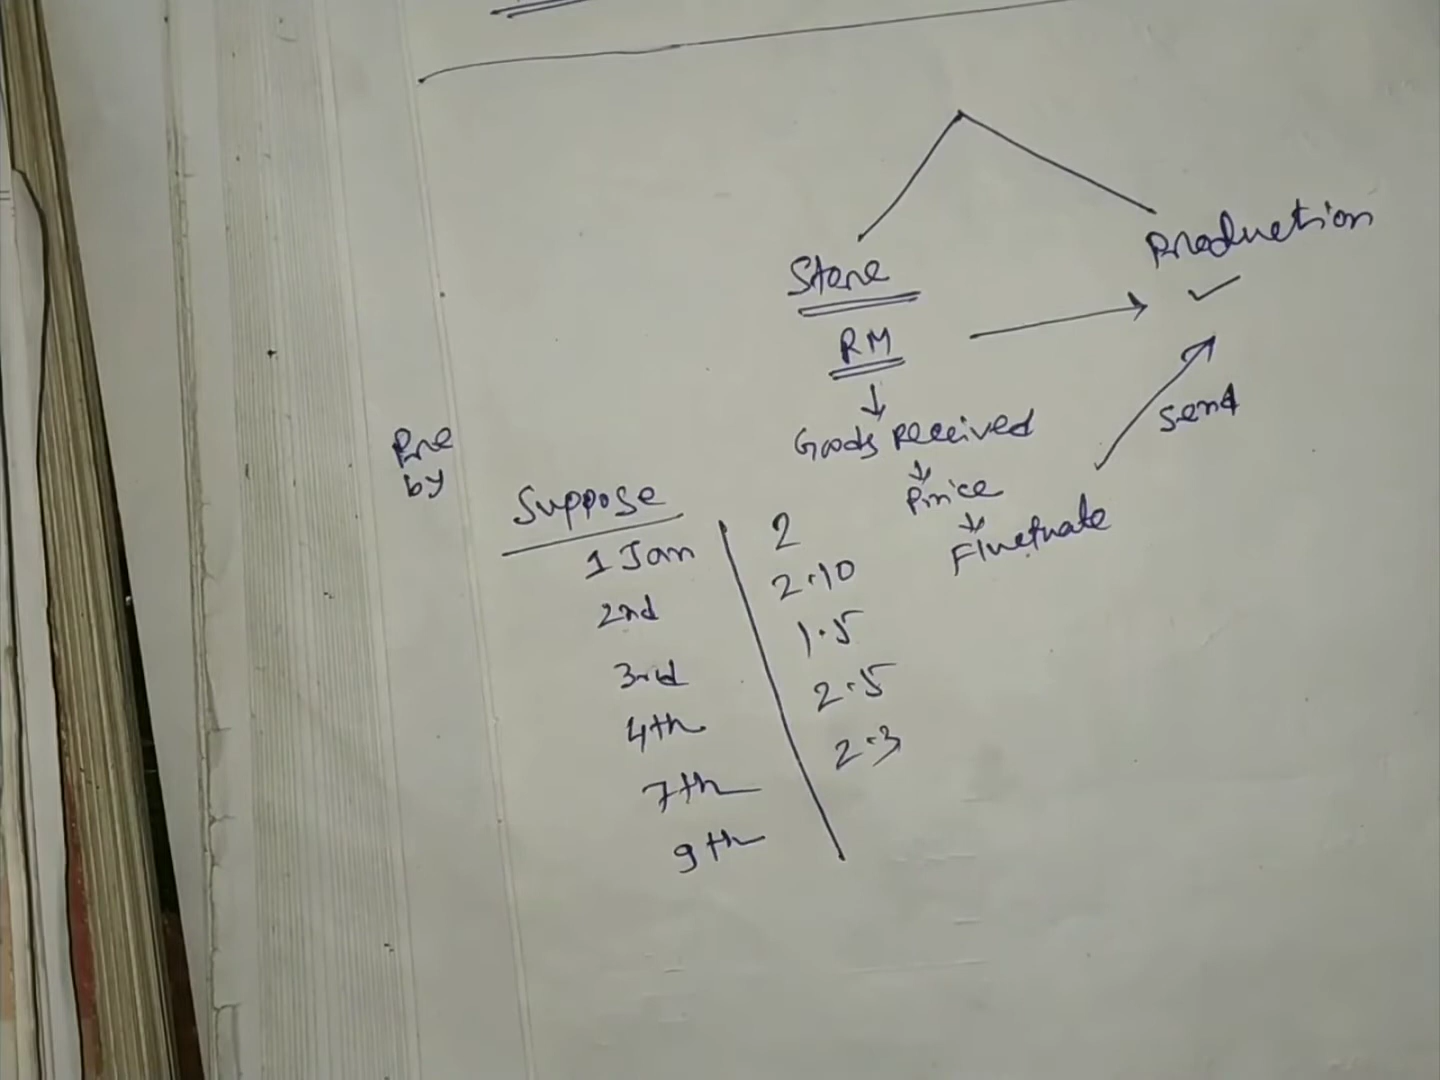 Production
Store
RM
Goods Received
Send
Pre
by
Price
Suppose
Fluctuate
1 Jan 2
2nd 2.10
3rd 1.5
4th 2.5
7th 2.3
9th